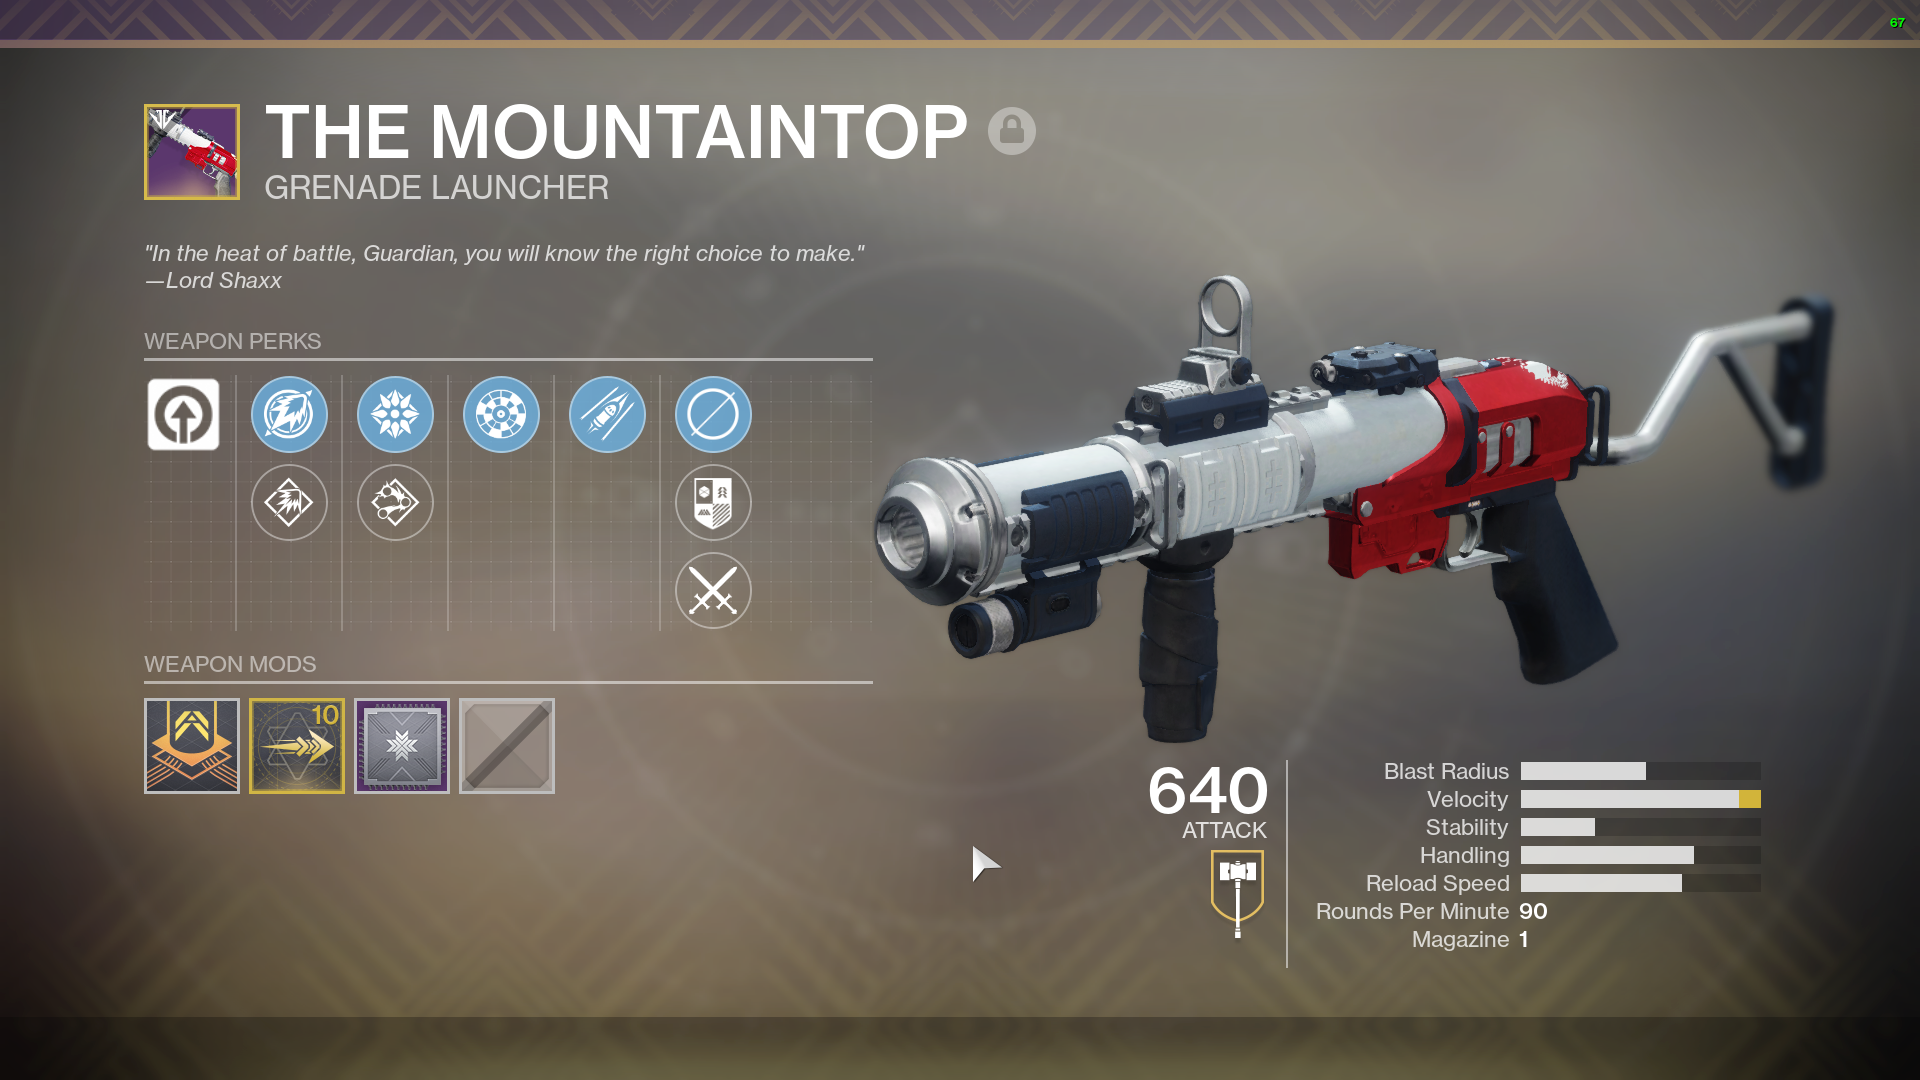 67
THE MOUNTAINTOP
GRENADE LAUNCHER
"In the heat of battle, Guardian, you will know the right choice to make."
—Lord Shaxx
WEAPON PERKS
WEAPON MODS
10
640
ATTACK
Blast Radius
Velocity
Stability
Handling
Reload Speed
Rounds Per Minute 90
Magazine 1